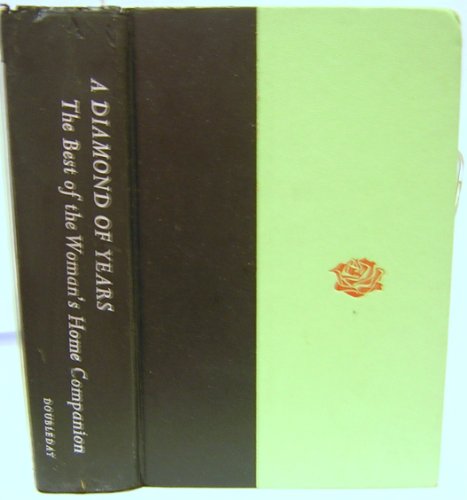 A DIAMOND OF YEARS
The Best of the Woman's Home Companion
DOUBLEDAY